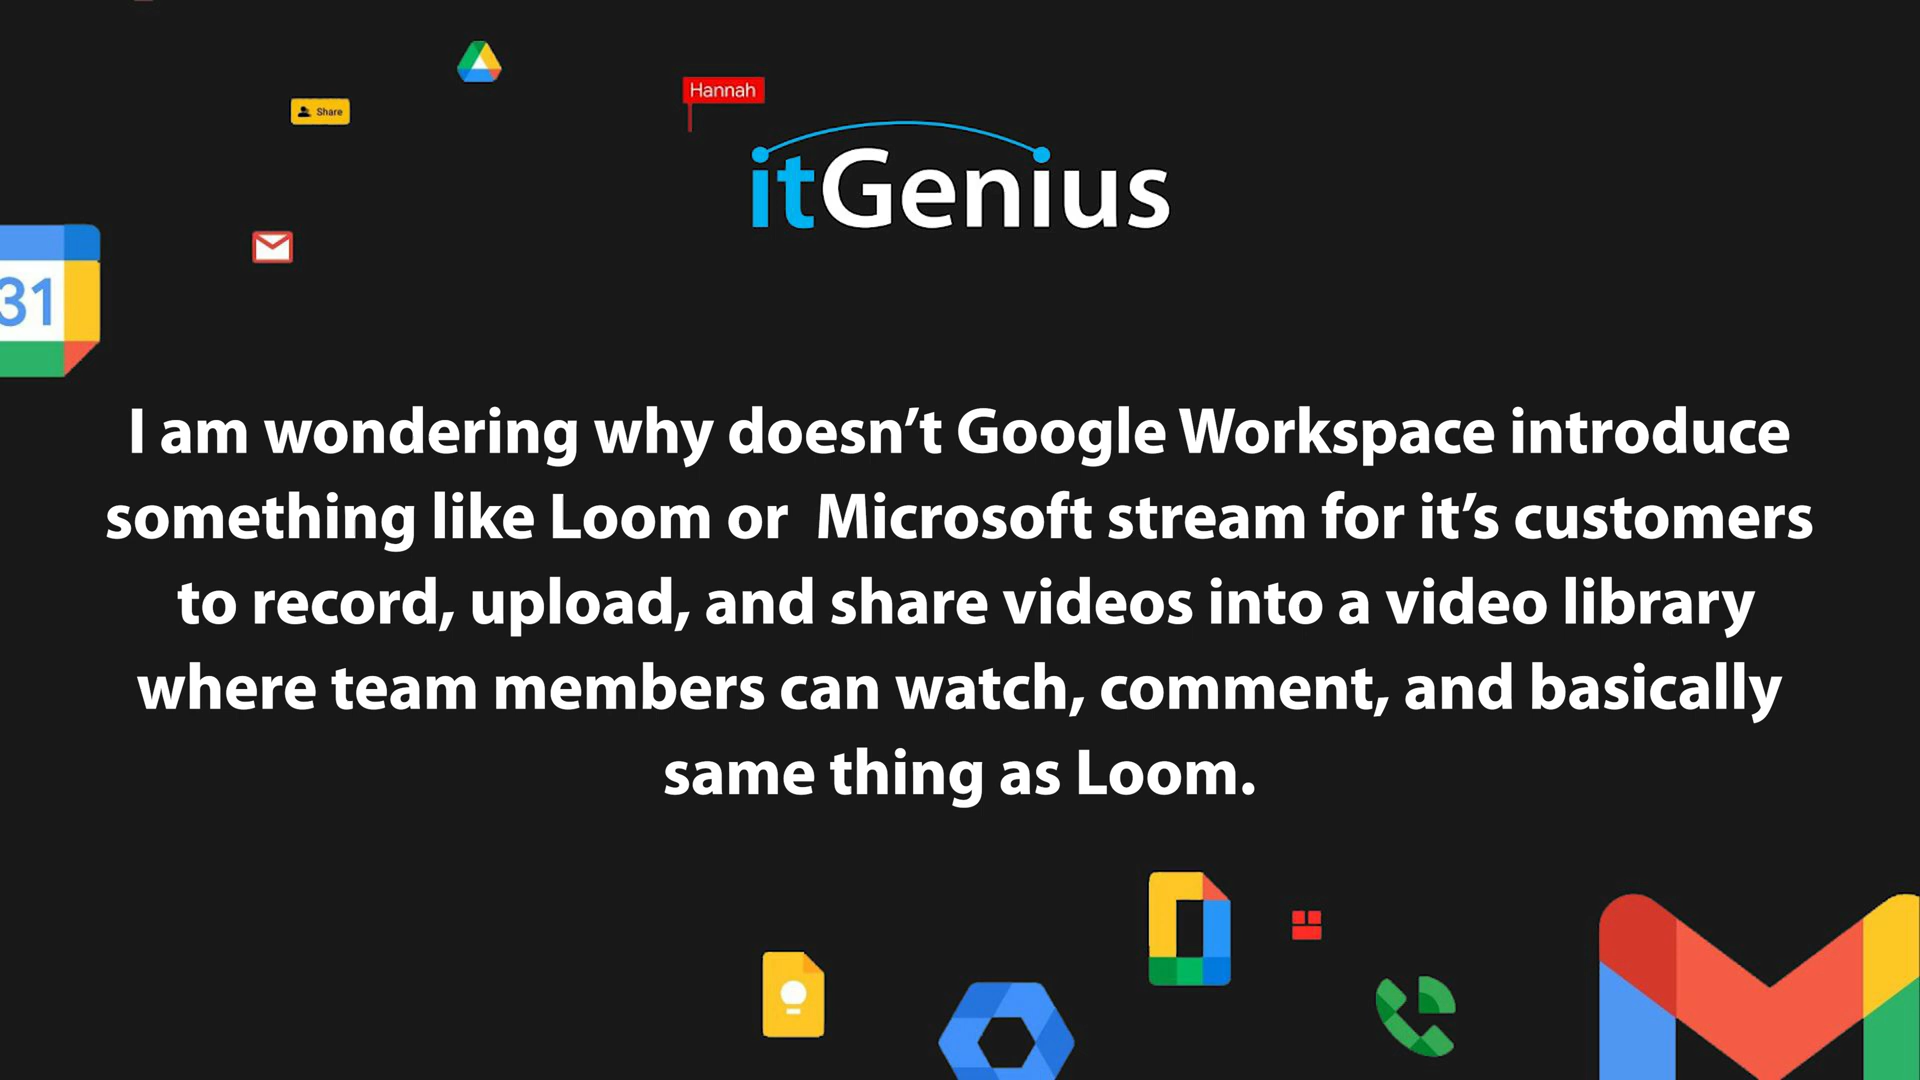 Hannah
Share
itGenius
31
I am wondering why doesn’t Google Workspace introduce
something like Loom or  Microsoft stream for it’s customers
to record, upload, and share videos into a video library
where team members can watch, comment, and basically
same thing as Loom.